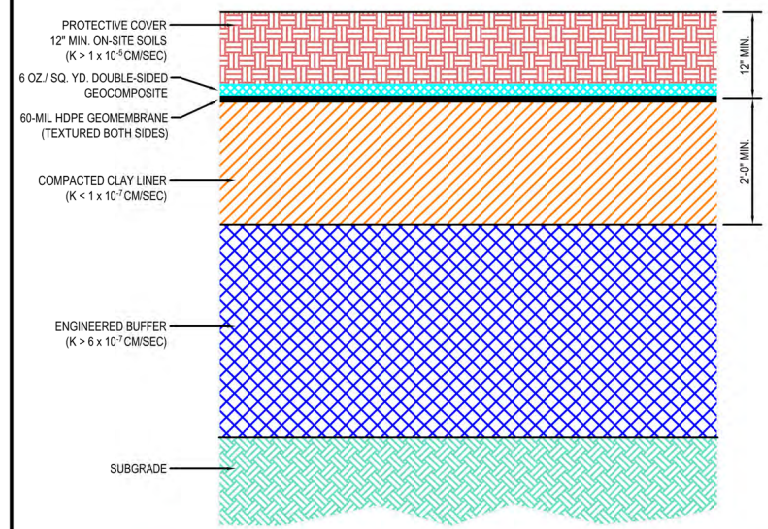 PROTECTIVE COVER
12" MIN. ON-SITE SOILS
(K > 1 x 10⁻⁵ CM/SEC)
6 OZ./ SQ. YD. DOUBLE-SIDED
GEOCOMPOSITE
60-MIL HDPE GEOMEMBRANE
(TEXTURED BOTH SIDES)
COMPACTED CLAY LINER
(K < 1 x 10⁻⁷ CM/SEC)
ENGINEERED BUFFER
(K > 6 x 10⁻⁷ CM/SEC)
SUBGRADE
12" MIN.
2'-0" MIN.